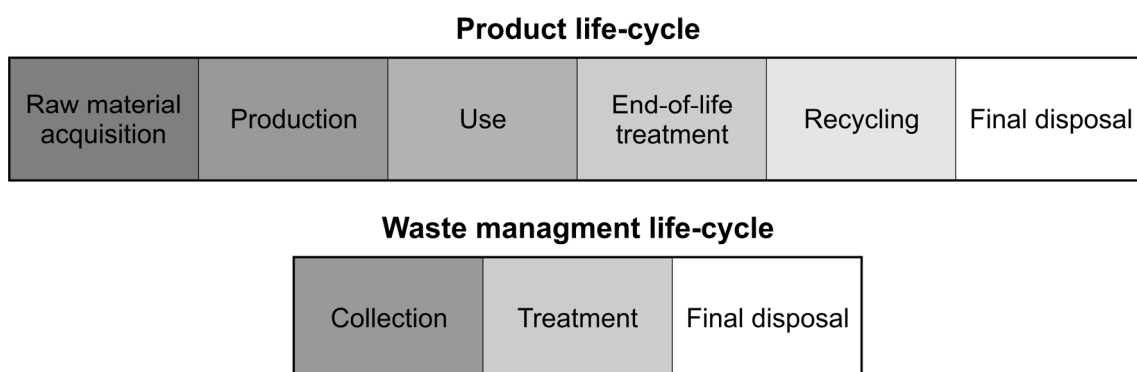 Product life-cycle
Raw material
acquisition
Production
Use
End-of-life
treatment
Recycling
Final disposal
Waste managment life-cycle
Collection
Treatment
Final disposal